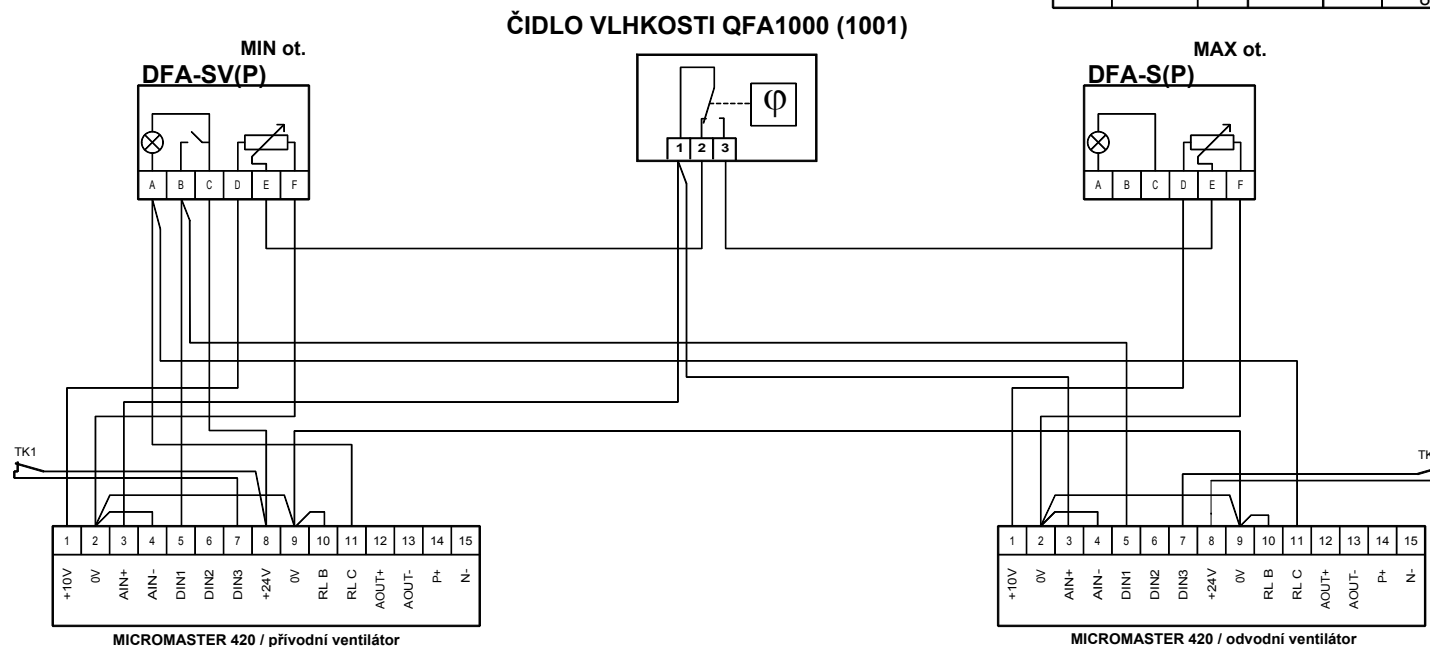 ČIDLO VLHKOSTI QFA1000 (1001)
MIN ot.
DFA-SV(P)
MAX ot.
DFA-S(P)
φ
1 2 3
A B C D E F
A B C D E F
TK1
1 2 3 4 5 6 7 8 9 10 11 12 13 14 15
+10V 0V AIN+ AIN- DIN1 DIN2 DIN3 +24V 0V RL B RL C AOUT+ AOUT- P+ N-
MICROMASTER 420 / přívodní ventilátor
1 2 3 4 5 6 7 8 9 10 11 12 13 14 15
+10V 0V AIN+ AIN- DIN1 DIN2 DIN3 +24V 0V RL B RL C AOUT+ AOUT- P+ N-
MICROMASTER 420 / odvodní ventilátor